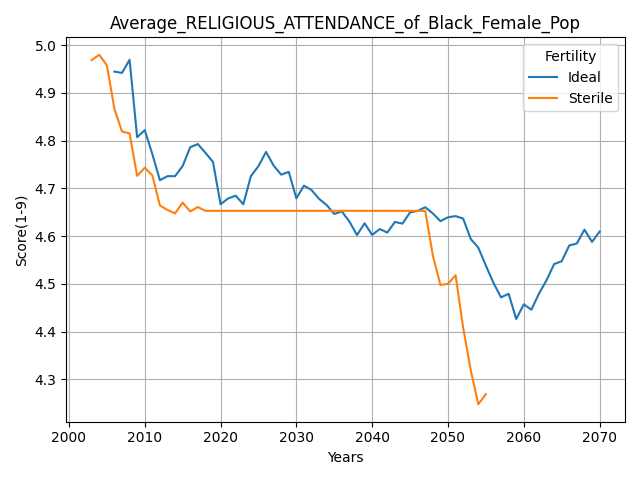 Average_RELIGIOUS_ATTENDANCE_of_Black_Female_Pop
Fertility
Ideal
Sterile
Score(1-9)
5.0
4.9
4.8
4.7
4.6
4.5
4.4
4.3
2000 2010 2020 2030 2040 2050 2060 2070
Years